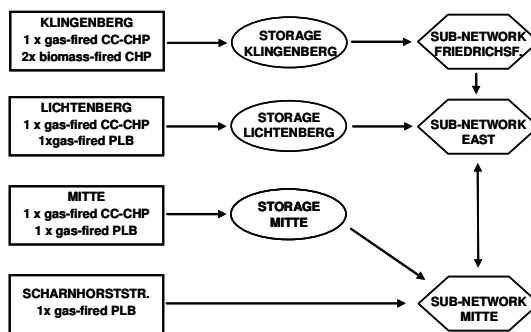 KLINGENBERG
1 x gas-fired CC-CHP
2x biomass-fired CHP
STORAGE
KLINGENBERG
SUB-NETWORK
FRIEDRICHSF.
LICHTENBERG
1 x gas-fired CC-CHP
1xgas-fired PLB
STORAGE
LICHTENBERG
SUB-NETWORK
EAST
MITTE
1 x gas-fired CC-CHP
1 x gas-fired PLB
STORAGE
MITTE
SCHARNHORSTSTR.
1x gas-fired PLB
SUB-NETWORK
MITTE